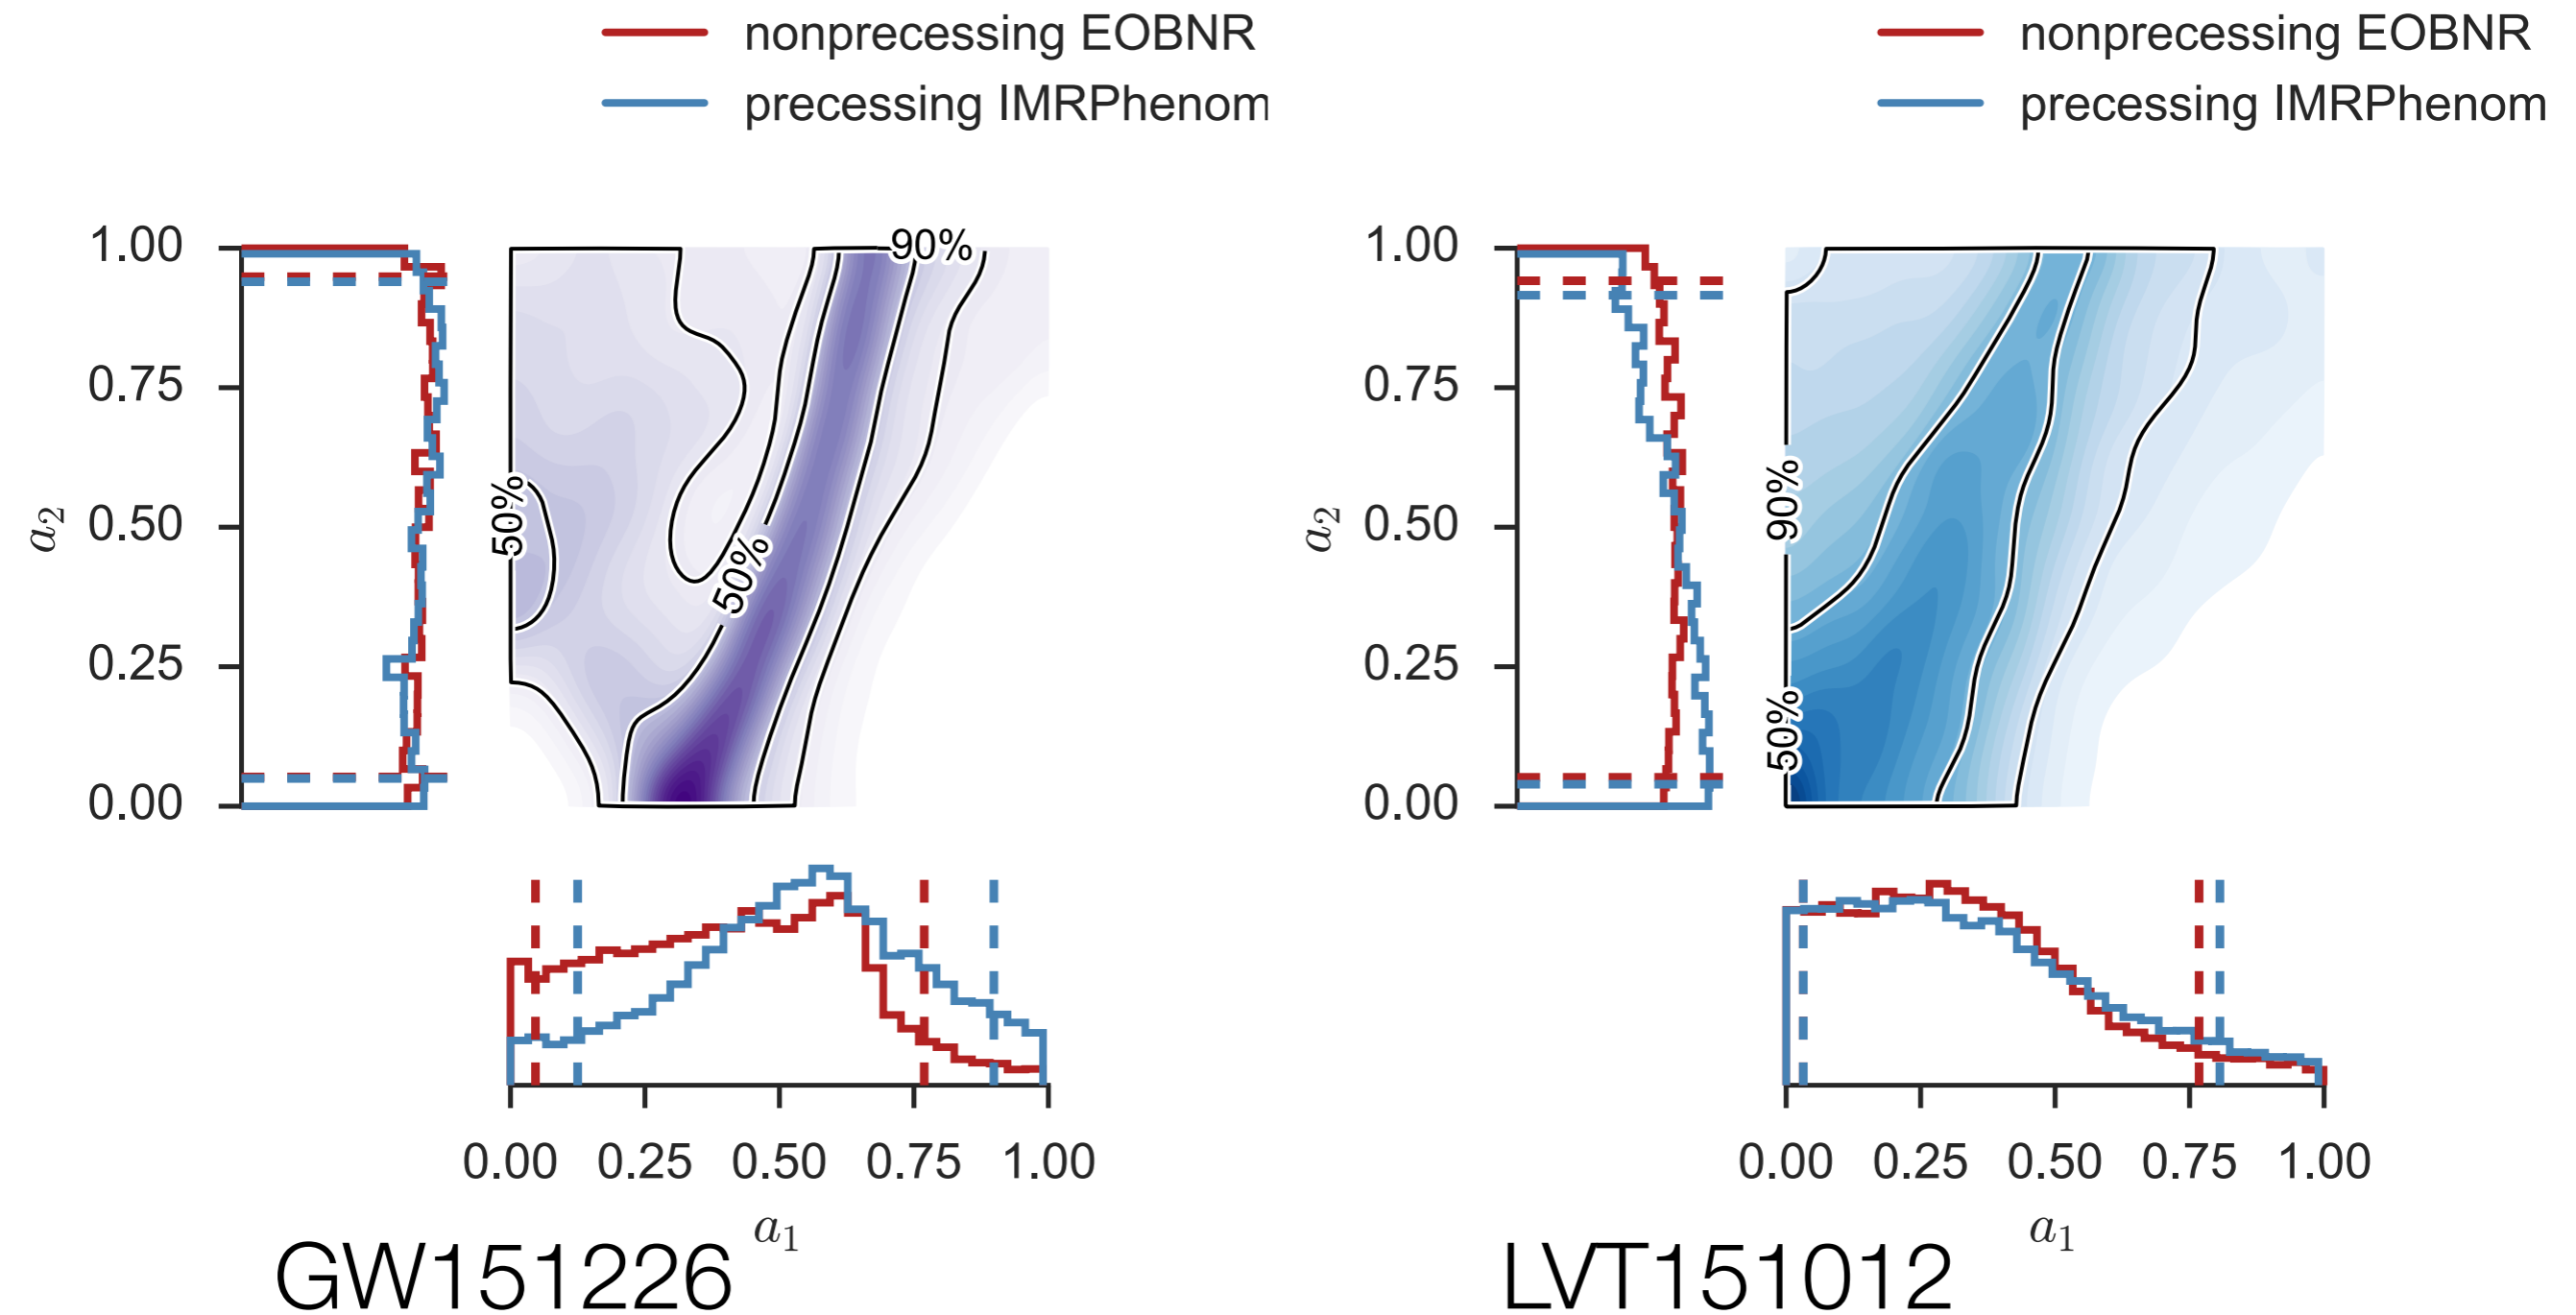 nonprecessing EOBNR
precessing IMRPhenom
90%
50%
50%
1.00
0.75
0.50
0.25
0.00
a2
0.00 0.25 0.50 0.75 1.00
a1
GW151226
nonprecessing EOBNR
precessing IMRPhenom
90%
50%
1.00
0.75
0.50
0.25
0.00
a2
0.00 0.25 0.50 0.75 1.00
a1
LVT151012